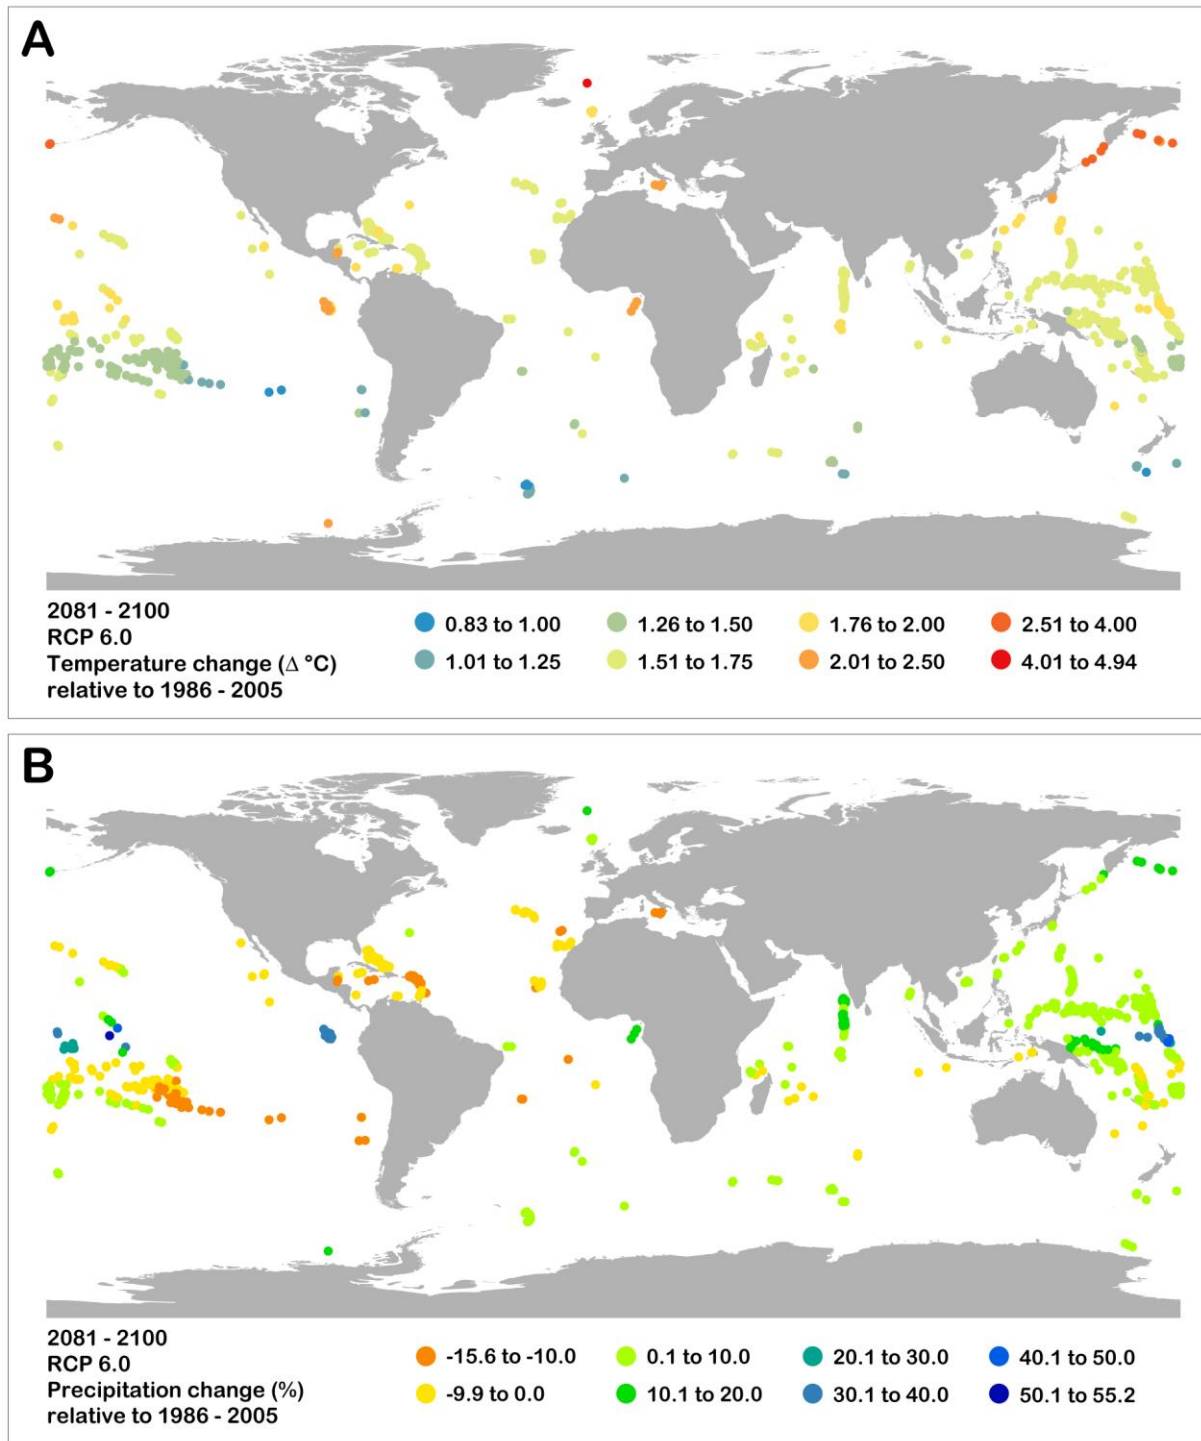 A
2081 - 2100
RCP 6.0
Temperature change (Δ °C)
relative to 1986 - 2005
0.83 to 1.00
1.26 to 1.50
1.76 to 2.00
2.51 to 4.00
1.01 to 1.25
1.51 to 1.75
2.01 to 2.50
4.01 to 4.94
B
2081 - 2100
RCP 6.0
Precipitation change (%)
relative to 1986 - 2005
-15.6 to -10.0
0.1 to 10.0
20.1 to 30.0
40.1 to 50.0
-9.9 to 0.0
10.1 to 20.0
30.1 to 40.0
50.1 to 55.2